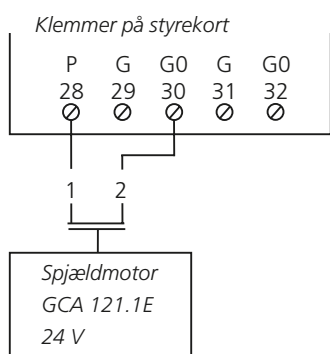 Klemmer på styrekort
P G G0 G G0
28 29 30 31 32
1 2
Spjældmotor
GCA 121.1E
24 V